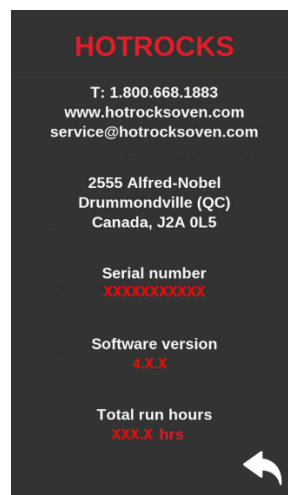 HOTROCKS
T: 1.800.668.1883
www.hotrocksoven.com
service@hotrocksoven.com
2555 Alfred-Nobel
Drummondville (QC)
Canada, J2A 0L5
Serial number
XXXXXXXXXXX
Software version
4.X.X
Total run hours
XXX.X hrs